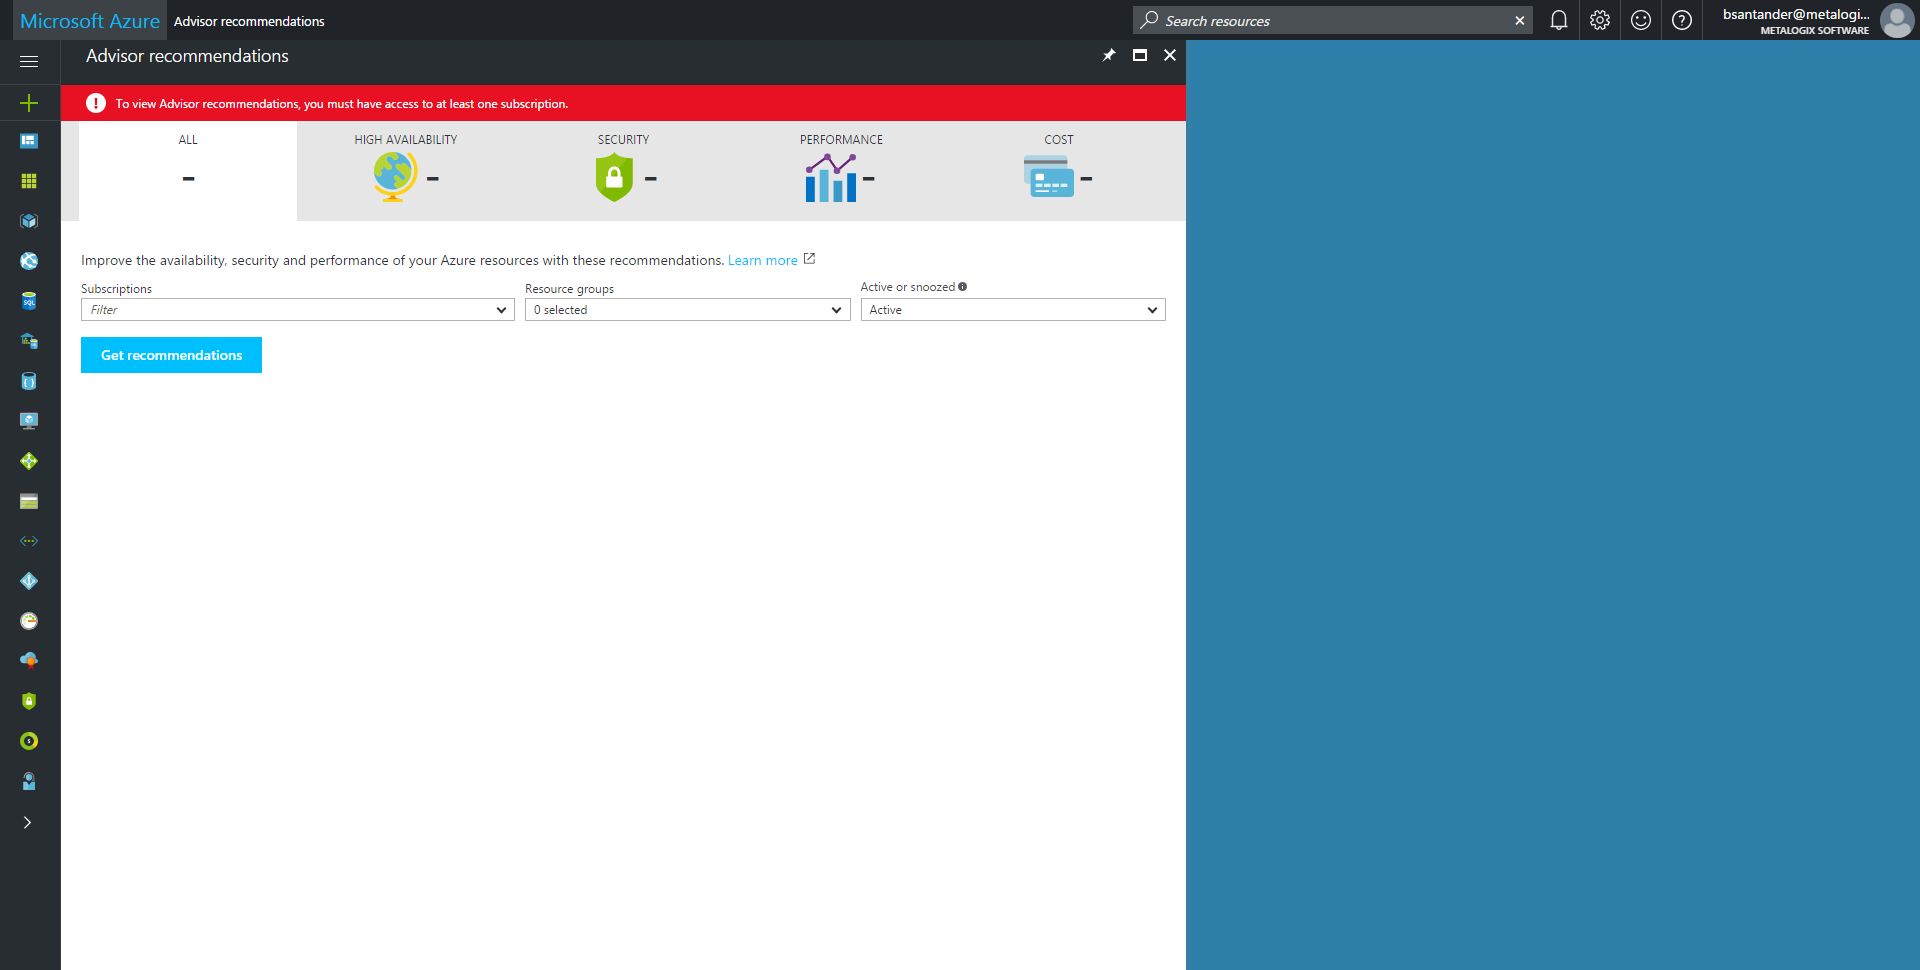 Microsoft Azure
Advisor recommendations
Search resources
bsantander@metalogi...
METALOGIX SOFTWARE
Advisor recommendations
To view Advisor recommendations, you must have access to at least one subscription.
ALL
HIGH AVAILABILITY
SECURITY
PERFORMANCE
COST
-
-
-
-
-
Improve the availability, security and performance of your Azure resources with these recommendations. Learn more
Subscriptions
Resource groups
Active or snoozed
Filter
0 selected
Active
Get recommendations
SQL